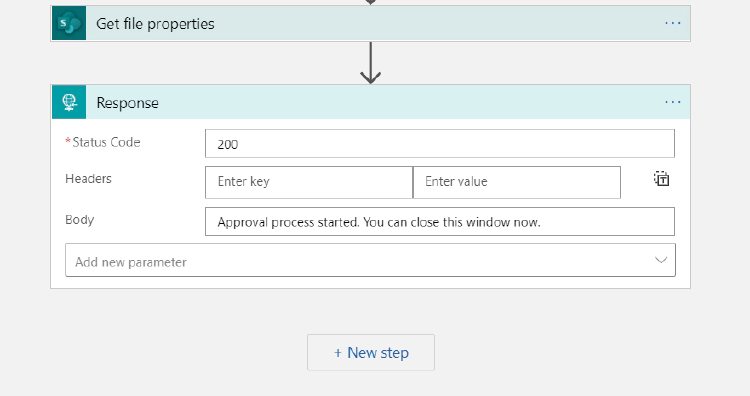 Get file properties
Response
*Status Code
200
Headers
Enter key
Enter value
Body
Approval process started. You can close this window now.
Add new parameter
+ New step